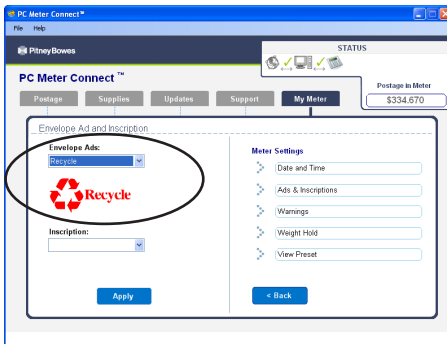 PC Meter Connect™
File Help
PitneyBowes
STATUS
PC Meter Connect™
Postage in Meter
$334.670
Postage Supplies Updates Support My Meter
Envelope Ad and Inscription
Envelope Ads:
Recycle
Recycle
Inscription:
Apply
Meter Settings
Date and Time
Ads & Inscriptions
Warnings
Weight Hold
View Preset
< Back